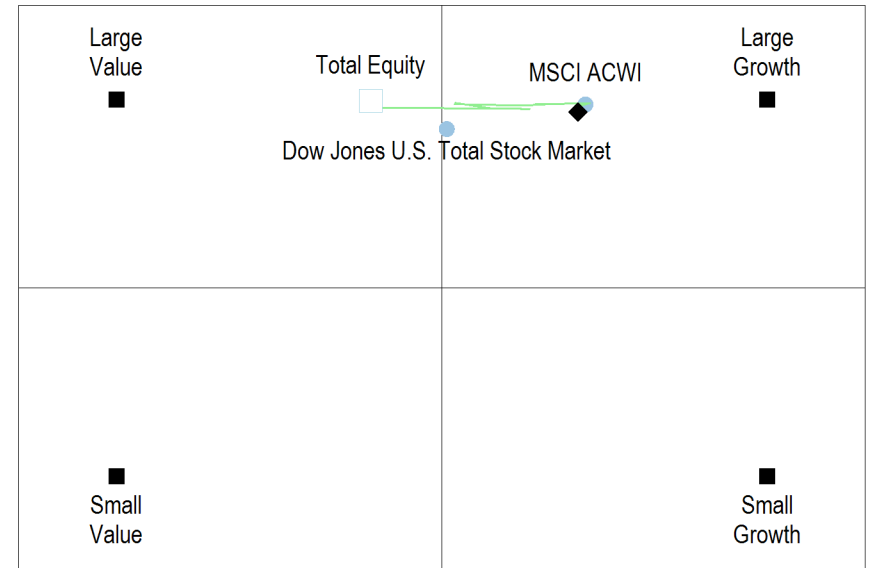 Large
Value
Total Equity
MSCI ACWI
Large
Growth
Dow Jones U.S. Total Stock Market
Small
Value
Small
Growth